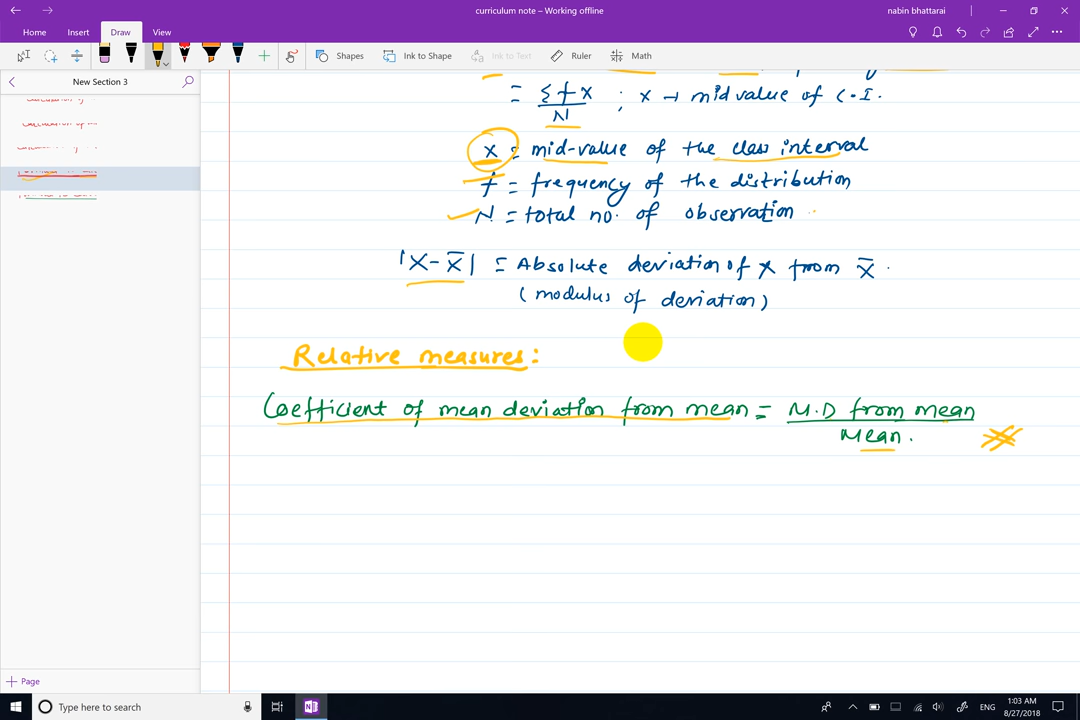 curriculum note – Working offline
nabin bhattarai
Home Insert Draw View
Shapes Ink to Shape Ink to Text Ruler Math
New Section 3
= Σfx / N ; x → mid value of C.I.
x = mid-value of the class interval
f = frequency of the distribution
N = total no. of observation
|X - X̄| = Absolute deviation of x from x̄.
(modulus of deviation)
Relative measures:
Coefficient of mean deviation from mean = M.D from mean
Mean.
+ Page
Type here to search
ENG
1:03 AM
8/27/2018